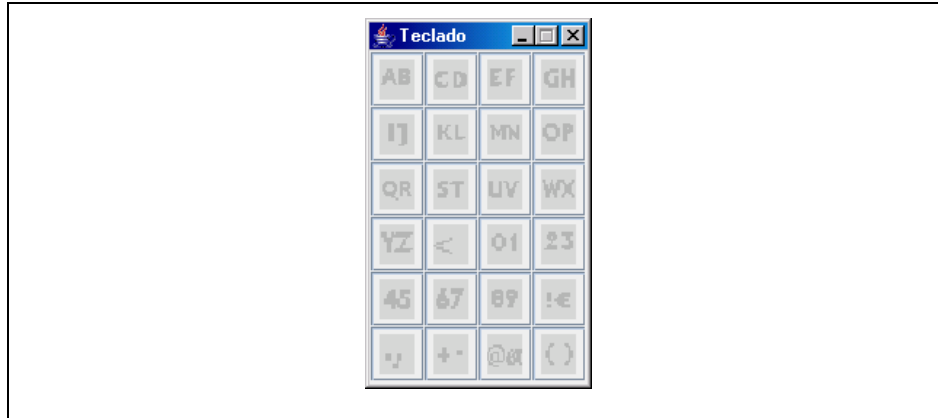 Teclado
AB CD EF GH
IJ KL MN OP
QR ST UV WX
YZ < 01 23
45 67 89 !€
., + - @ ( )